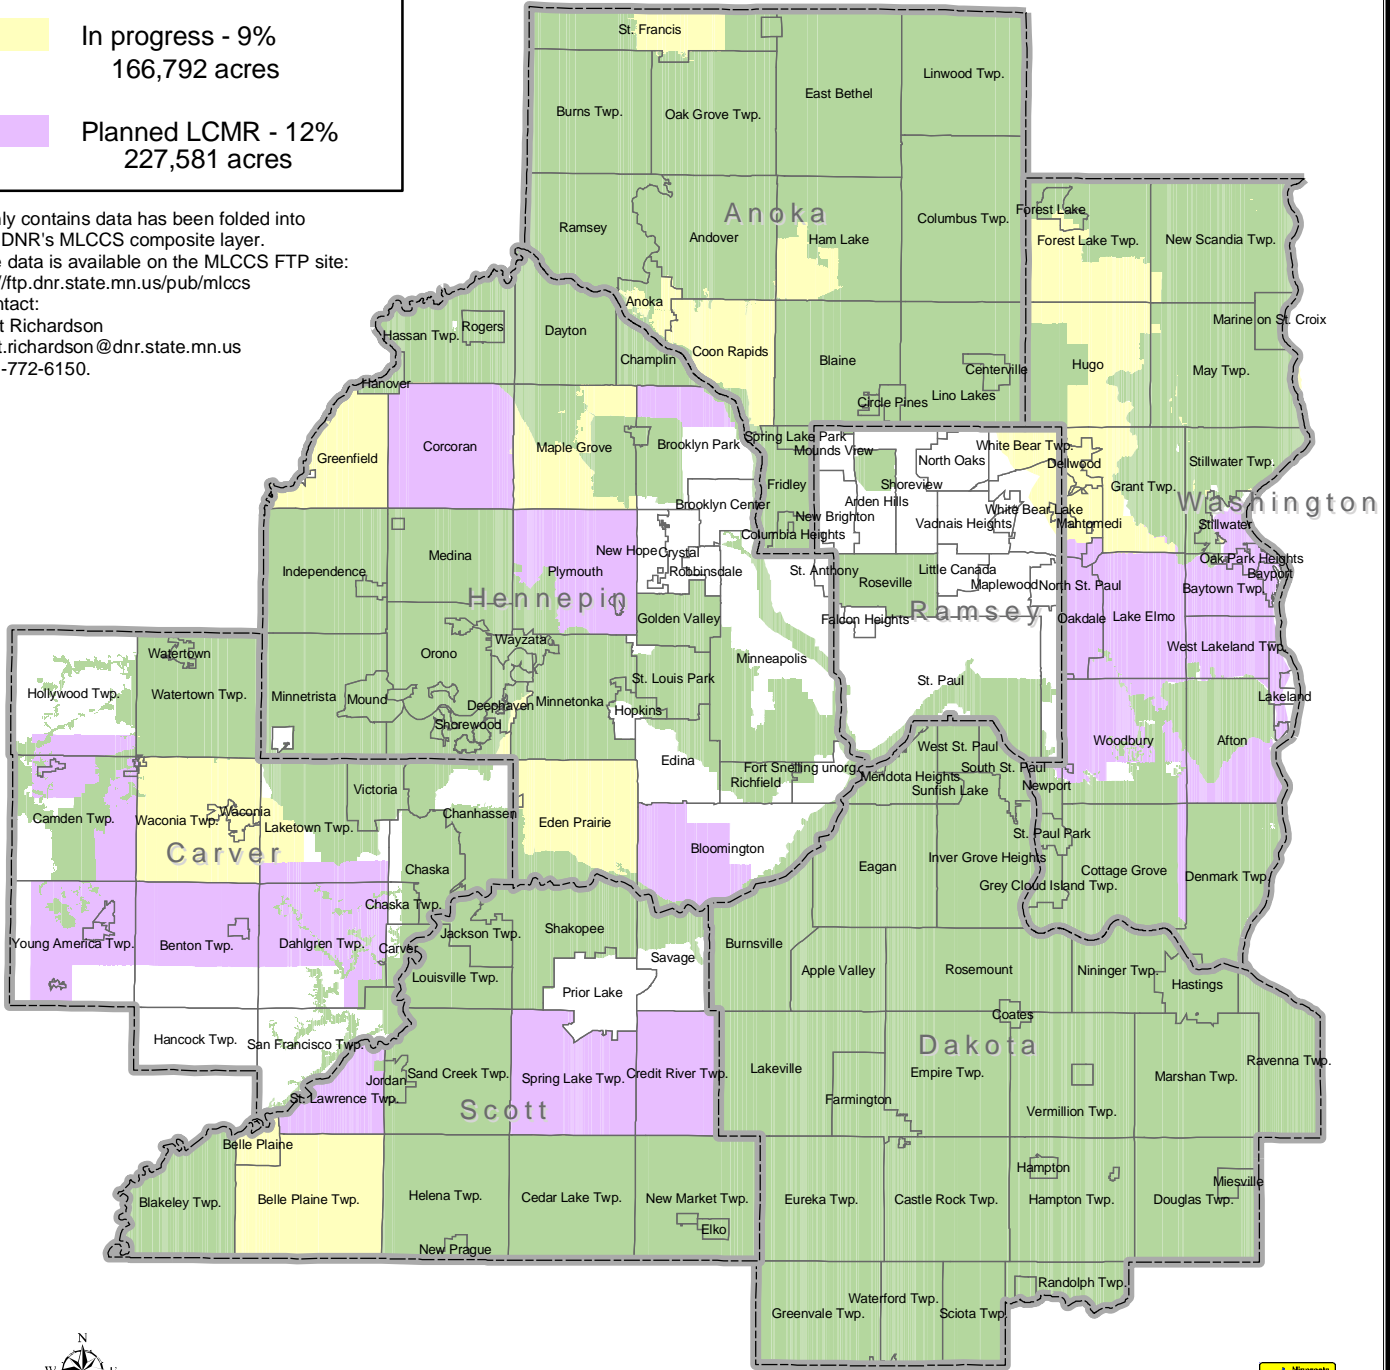 In progress - 9%
166,792 acres
Planned LCMR - 12%
227,581 acres
ly contains data has been folded into
DNR's MLCCS composite layer.
e data is available on the MLCCS FTP site:
//ftp.dnr.state.mn.us/pub/mlccs
ntact:
t Richardson
t.richardson@dnr.state.mn.us
-772-6150.
St. Francis
Linwood Twp.
East Bethel
Burns Twp.
Oak Grove Twp.
Anoka
Ramsey
Andover
Ham Lake
Columbus Twp.
Forest Lake
Forest Lake Twp.
New Scandia Twp.
Anoka
Rogers
Hassan Twp.
Dayton
Champlin
Coon Rapids
Blaine
Centerville
Circle Pines
Lino Lakes
Hugo
Marine on St. Croix
May Twp.
Hanover
Greenfield
Corcoran
Maple Grove
Brooklyn Park
Spring Lake Park
Mounds View
White Bear Twp.
North Oaks
Dellwood
Stillwater Twp.
Fridley
Shoreview
Arden Hills
Grant Twp.
Washington
Brooklyn Center
New Brighton
White Bear Lake
Vadnais Heights
Mahtomedi
Stillwater
Columbia Heights
Medina
New Hope
Crystal
Robbinsdale
Oak Park Heights
Bayport
Independence
Plymouth
St. Anthony
Roseville
Little Canada
Maplewood
North St. Paul
Baytown Twp.
Hennepin
Golden Valley
Falcon Heights
Ramsey
Oakdale
Lake Elmo
Watertown
Orono
Wayzata
Minneapolis
West Lakeland Twp.
Hollywood Twp.
Watertown Twp.
Minnetrista
Mound
Deephaven
Minnetonka
St. Louis Park
St. Paul
Lakeland
Shorewood
Hopkins
Woodbury
Afton
Edina
West St. Paul
Fort Snelling unorg.
Richfield
Mendota Heights
South St. Paul
Sunfish Lake
Newport
Victoria
Camden Twp.
Waconia Twp.
Waconia
Laketown Twp.
Chanhassen
Eden Prairie
Carver
Bloomington
St. Paul Park
Inver Grove Heights
Chaska
Eagan
Grey Cloud Island Twp.
Cottage Grove
Denmark Twp.
Chaska Twp.
Young America Twp.
Benton Twp.
Dahlgren Twp.
Carver
Jackson Twp.
Shakopee
Savage
Burnsville
Louisville Twp.
Prior Lake
Apple Valley
Rosemount
Nininger Twp.
Hastings
Hancock Twp.
San Francisco Twp.
Coates
Dakota
Ravenna Twp.
Jordan
Sand Creek Twp.
Spring Lake Twp.
Credit River Twp.
Lakeville
Empire Twp.
Marshan Twp.
St. Lawrence Twp.
Scott
Farmington
Vermillion Twp.
Belle Plaine
Blakeley Twp.
Belle Plaine Twp.
Helena Twp.
Cedar Lake Twp.
New Market Twp.
Eureka Twp.
Castle Rock Twp.
Hampton
Hampton Twp.
Douglas Twp.
Miesville
Elko
New Prague
Randolph Twp.
Waterford Twp.
Greenvale Twp.
Sciota Twp.
N
Minnesota